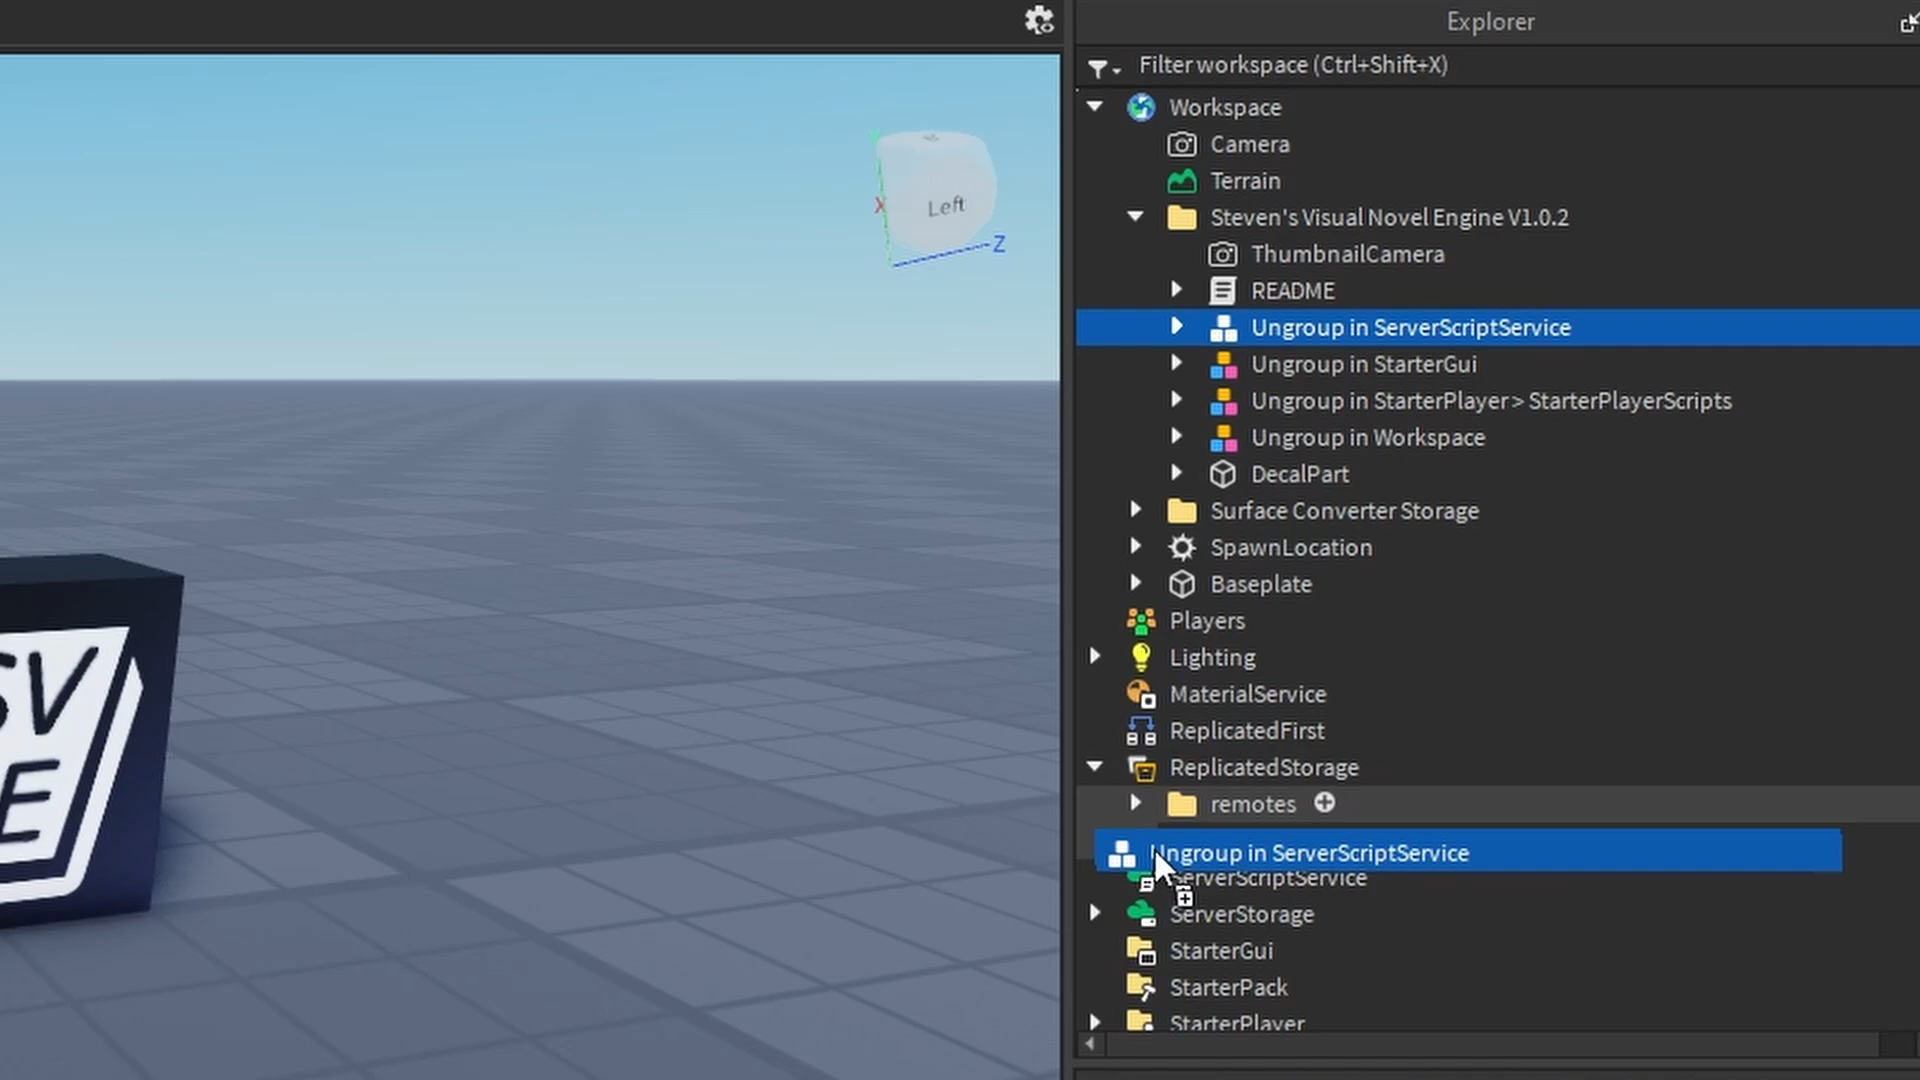 Explorer
Filter workspace (Ctrl+Shift+X)
Workspace
Camera
Terrain
Steven's Visual Novel Engine V1.0.2
ThumbnailCamera
README
Ungroup in ServerScriptService
Ungroup in StarterGui
Ungroup in StarterPlayer > StarterPlayerScripts
Ungroup in Workspace
DecalPart
Surface Converter Storage
SpawnLocation
Baseplate
Players
Lighting
MaterialService
ReplicatedFirst
ReplicatedStorage
remotes
Ungroup in ServerScriptService
ServerScriptService
ServerStorage
StarterGui
StarterPack
StarterPlayer
Left
X
Z
SV
E